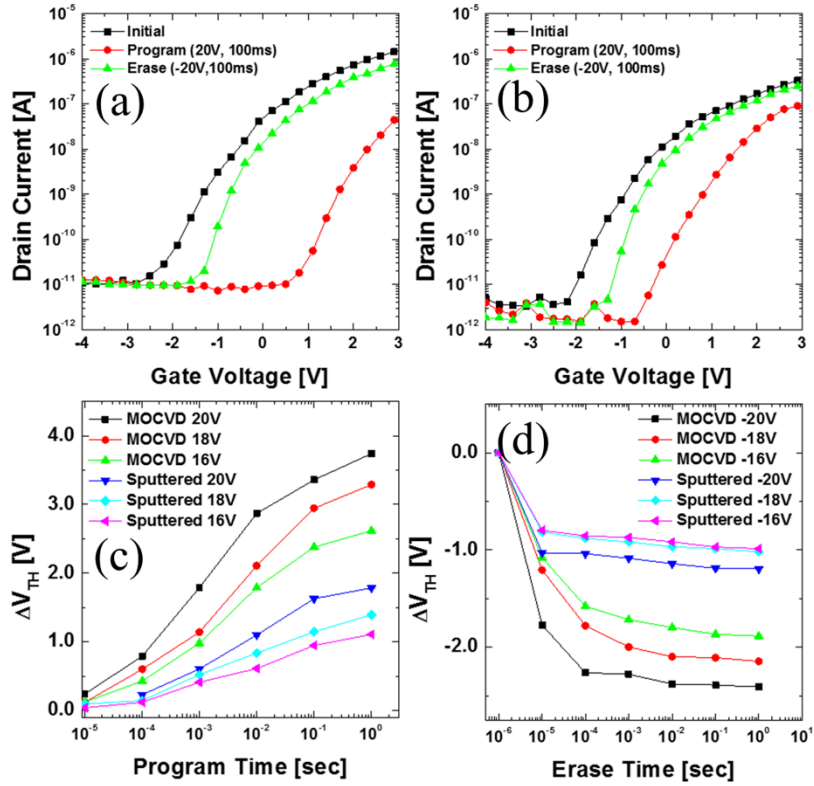 Initial
Program (20V, 100ms)
Erase (-20V,100ms)
(a)
10⁻⁵
10⁻⁶
10⁻⁷
10⁻⁸
10⁻⁹
10⁻¹⁰
10⁻¹¹
10⁻¹²
Drain Current [A]
-4 -3 -2 -1 0 1 2 3
Gate Voltage [V]
Initial
Program (20V, 100ms)
Erase (-20V, 100ms)
(b)
10⁻⁵
10⁻⁶
10⁻⁷
10⁻⁸
10⁻⁹
10⁻¹⁰
10⁻¹¹
10⁻¹²
Drain Current [A]
-4 -3 -2 -1 0 1 2 3
Gate Voltage [V]
MOCVD 20V
MOCVD 18V
MOCVD 16V
Sputtered 20V
Sputtered 18V
Sputtered 16V
(c)
4.0
3.0
2.0
1.0
0.0
ΔV_TH [V]
10⁻⁵ 10⁻⁴ 10⁻³ 10⁻² 10⁻¹ 10⁰
Program Time [sec]
MOCVD -20V
MOCVD -18V
MOCVD -16V
Sputtered -20V
Sputtered -18V
Sputtered -16V
(d)
0.0
-1.0
-2.0
ΔV_TH [V]
10⁻⁶ 10⁻⁵ 10⁻⁴ 10⁻³ 10⁻² 10⁻¹ 10⁰ 10¹
Erase Time [sec]